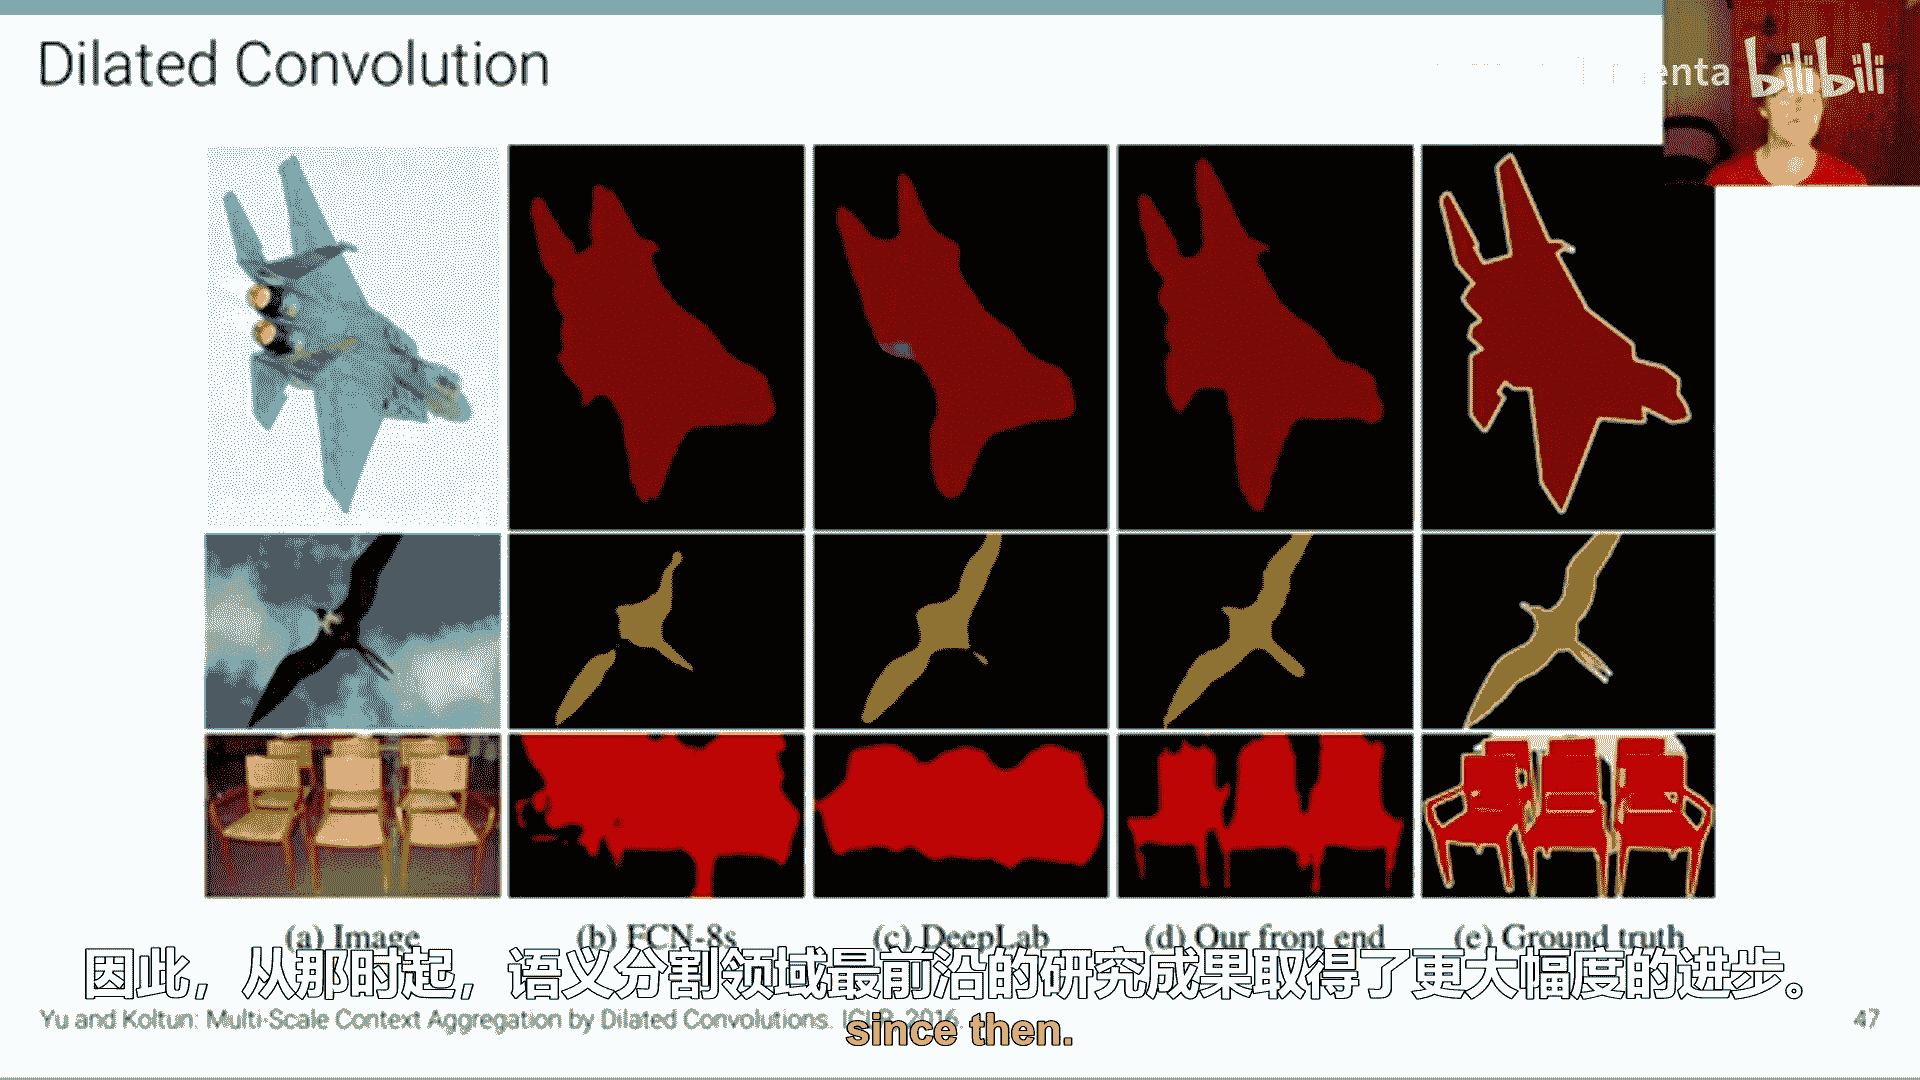 Dilated Convolution
enta bilibili
(a) Image (b) FCN-8s (c) DeepLab (d) Our front end (e) Ground truth
因此，从那时起，语义分割领域最前沿的研究成果取得了更大幅度的进步。
Yu and Koltun: Multi-Scale Context Aggregation by Dilated Convolutions. ICLR 2016. 47
since then.